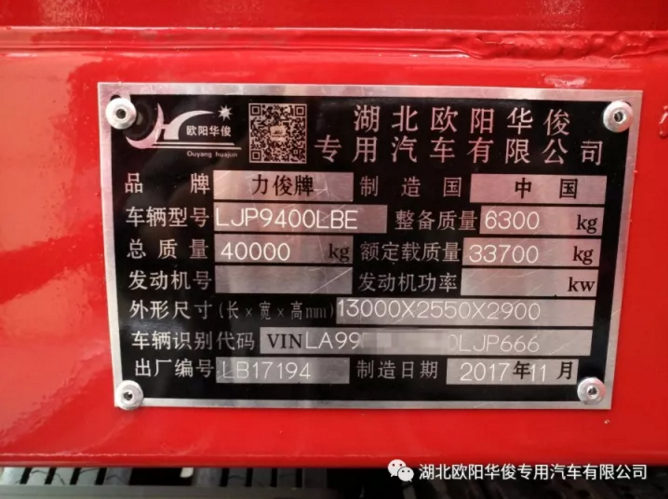 欧阳华俊
Ouyang huajun
湖北欧阳华俊
专用汽车有限公司
品牌 力俊牌 制造国 中国
车辆型号 LJP9400LBE 整备质量 6300 kg
总质量 40000 kg 额定载质量 33700 kg
发动机号 发动机功率 kw
外形尺寸(长×宽×高mm) 13000X2550X2900
车辆识别代码 VIN LA99 0LJP666
出厂编号 LB17194 制造日期 2017年11月
湖北欧阳华俊专用汽车有限公司